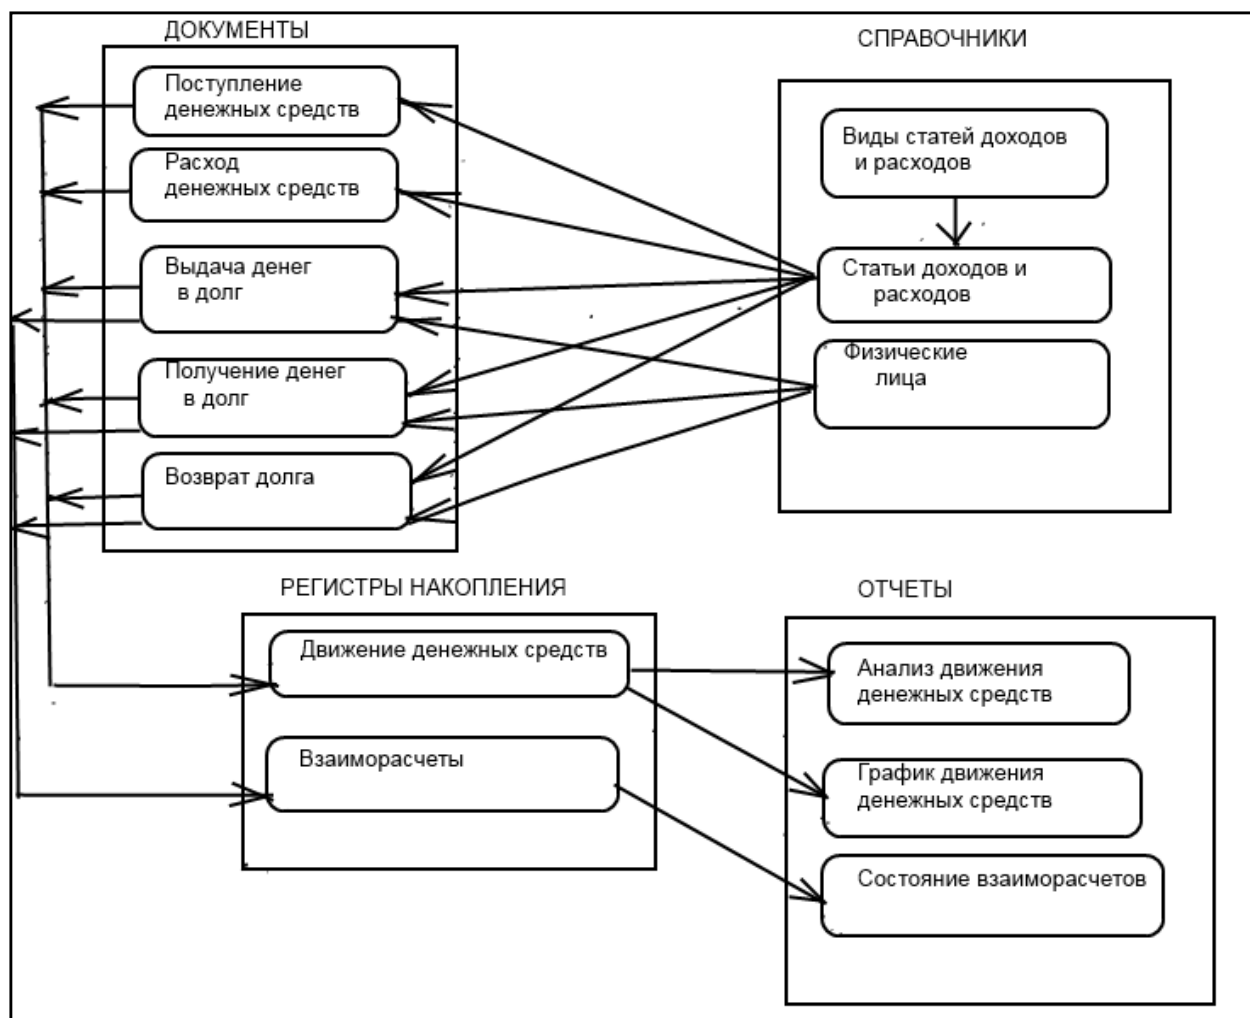 ДОКУМЕНТЫ
Поступление
денежных средств
Расход
денежных средств
Выдача денег
в долг
Получение денег
в долг
Возврат долга
СПРАВОЧНИКИ
Виды статей доходов
и расходов
Статьи доходов и
расходов
Физические
лица
РЕГИСТРЫ НАКОПЛЕНИЯ
Движение денежных средств
Взаиморасчеты
ОТЧЕТЫ
Анализ движения
денежных средств
График движения
денежных средств
Состояние взаиморасчетов